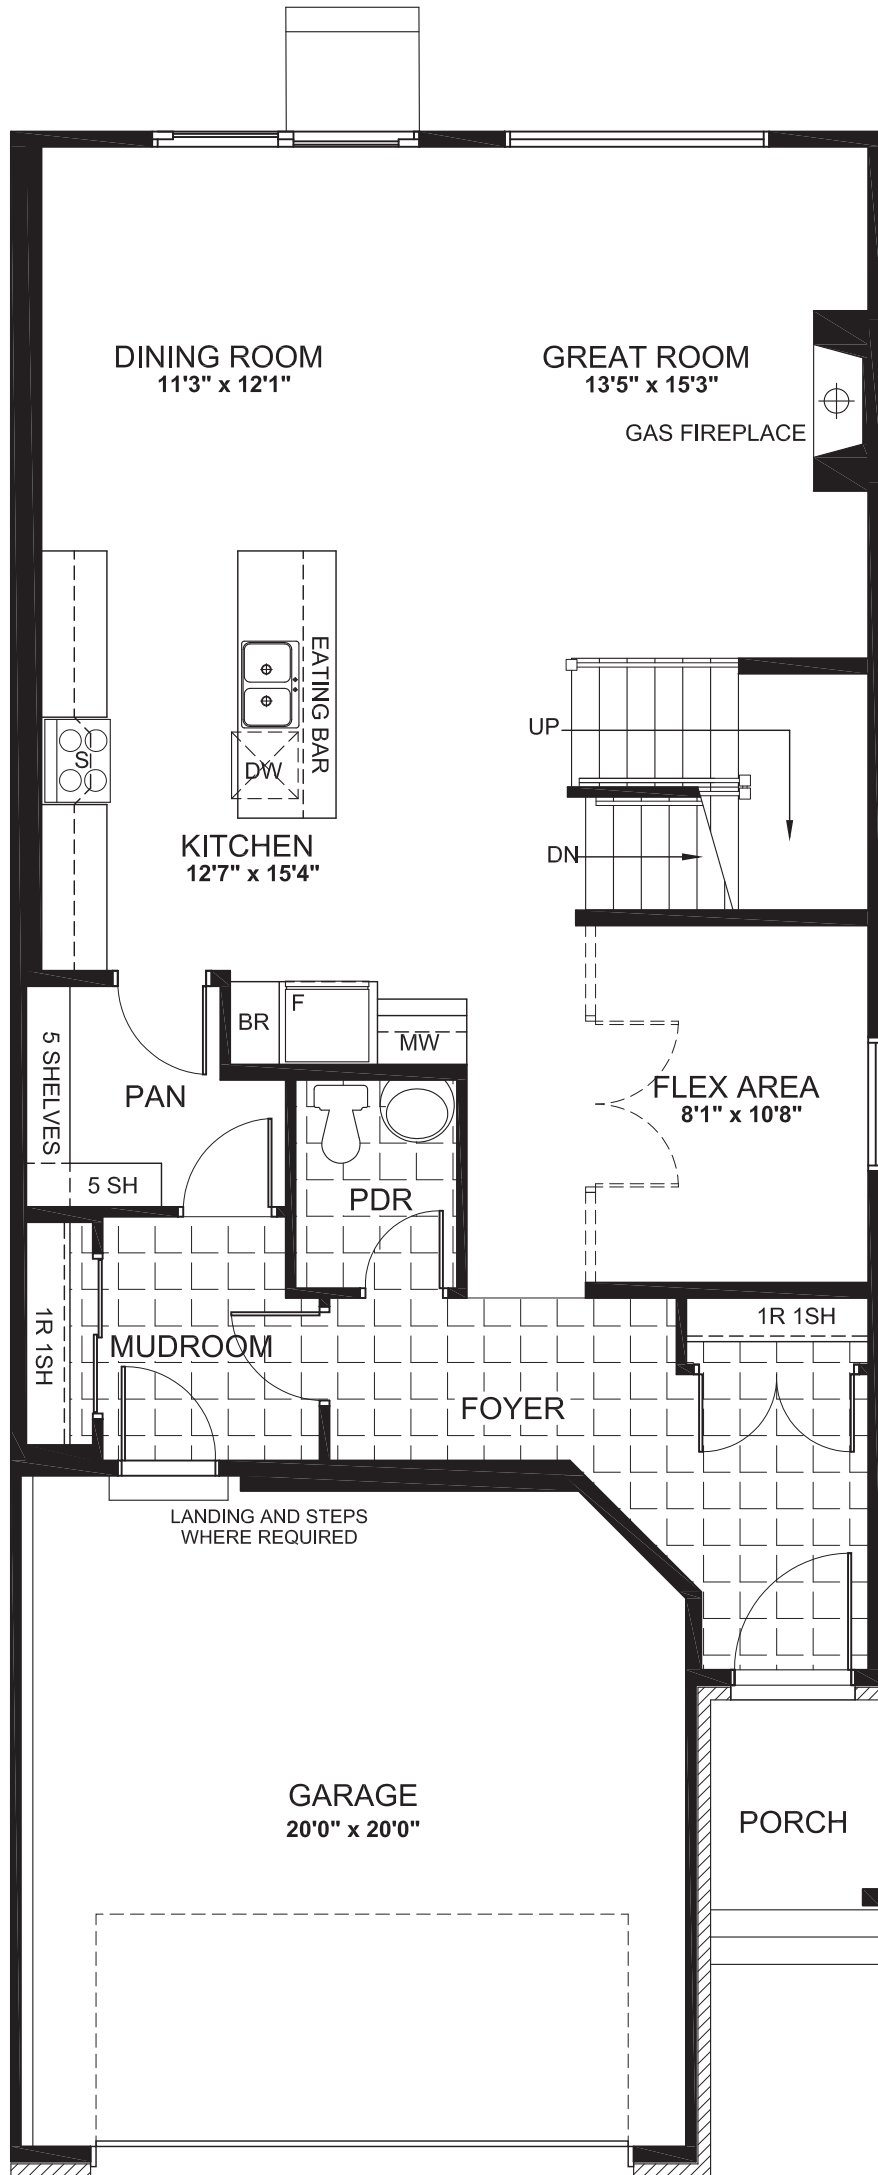 DINING ROOM
11'3" x 12'1"
GREAT ROOM
13'5" x 15'3"
GAS FIREPLACE
EATING BAR
S
DW
UP
KITCHEN
12'7" x 15'4"
DN
BR
F
MW
5 SHELVES
PAN
FLEX AREA
8'1" x 10'8"
5 SH
PDR
1R 1SH
MUDROOM
1R 1SH
FOYER
LANDING AND STEPS
WHERE REQUIRED
GARAGE
20'0" x 20'0"
PORCH